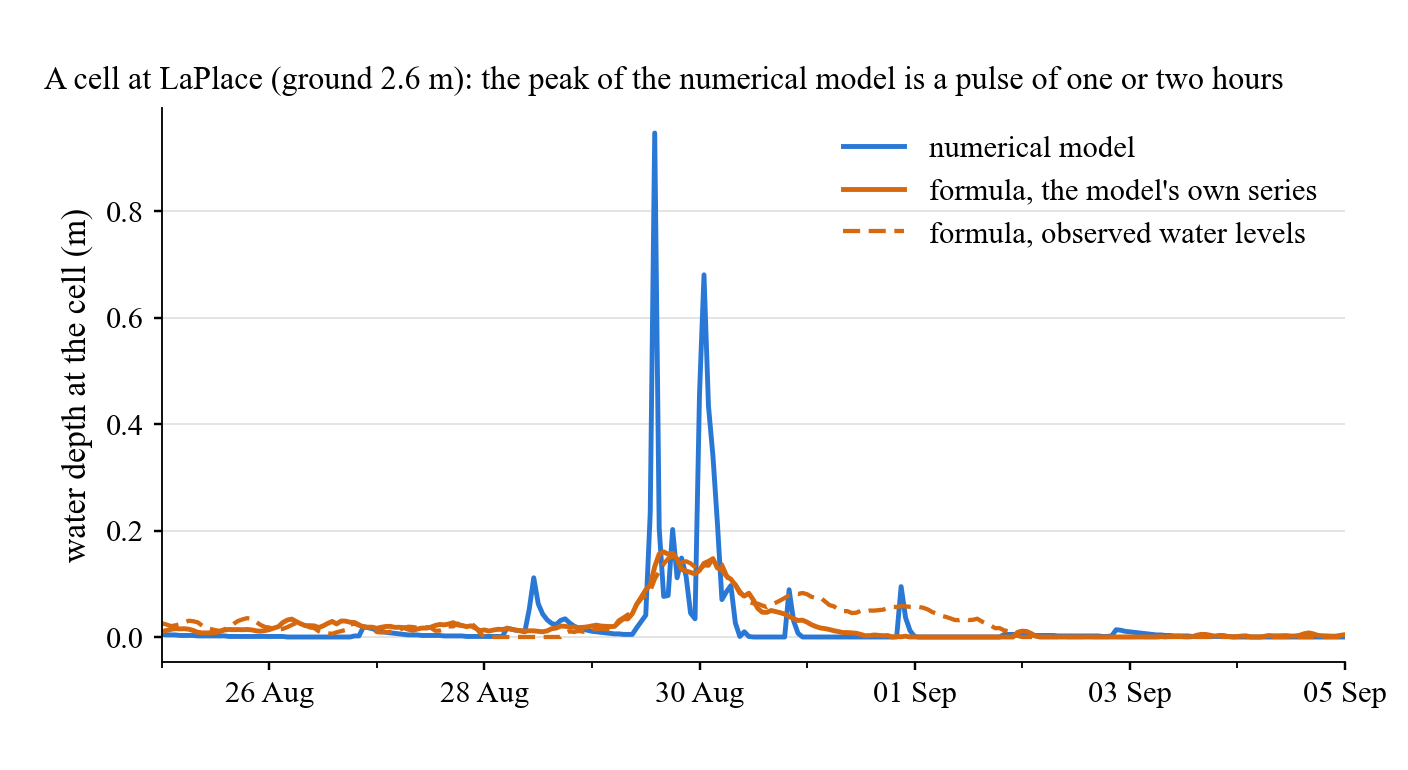 A cell at LaPlace (ground 2.6 m): the peak of the numerical model is a pulse of one or two hours
numerical model
formula, the model's own series
formula, observed water levels
water depth at the cell (m)
0.8
0.6
0.4
0.2
0.0
26 Aug
28 Aug
30 Aug
01 Sep
03 Sep
05 Sep